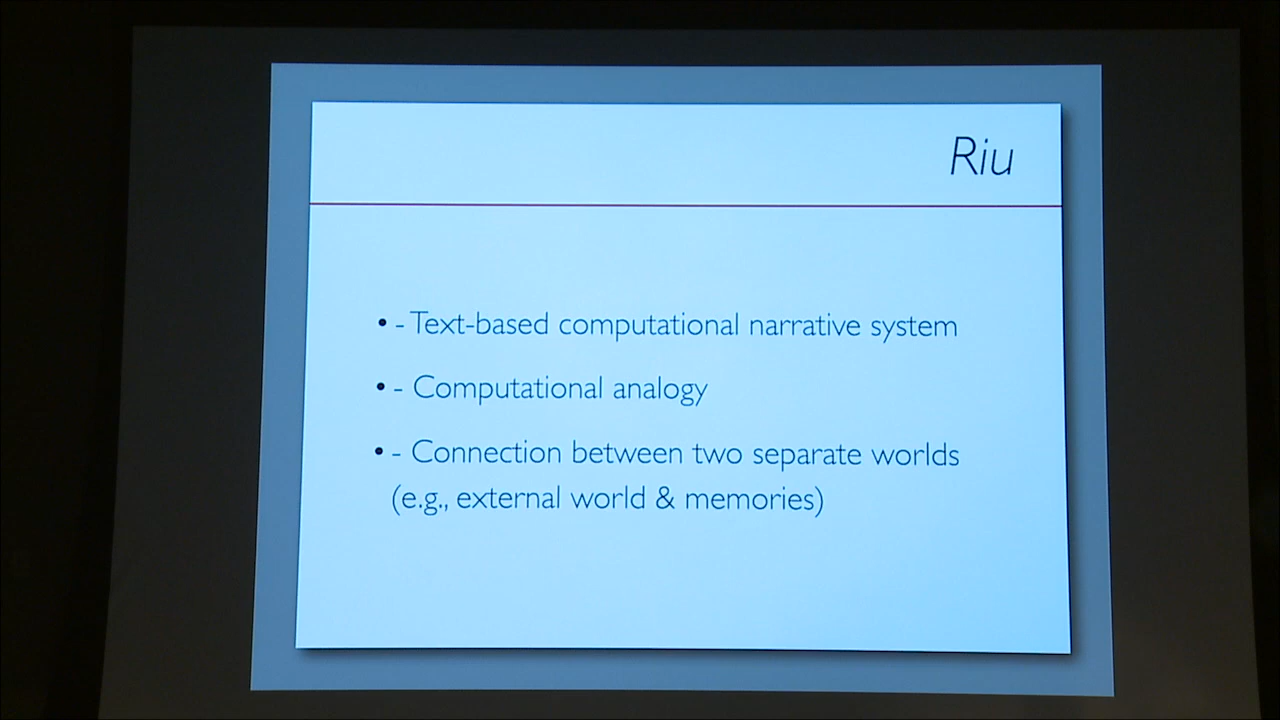 Riu
• - Text-based computational narrative system
• - Computational analogy
• - Connection between two separate worlds
(e.g., external world & memories)